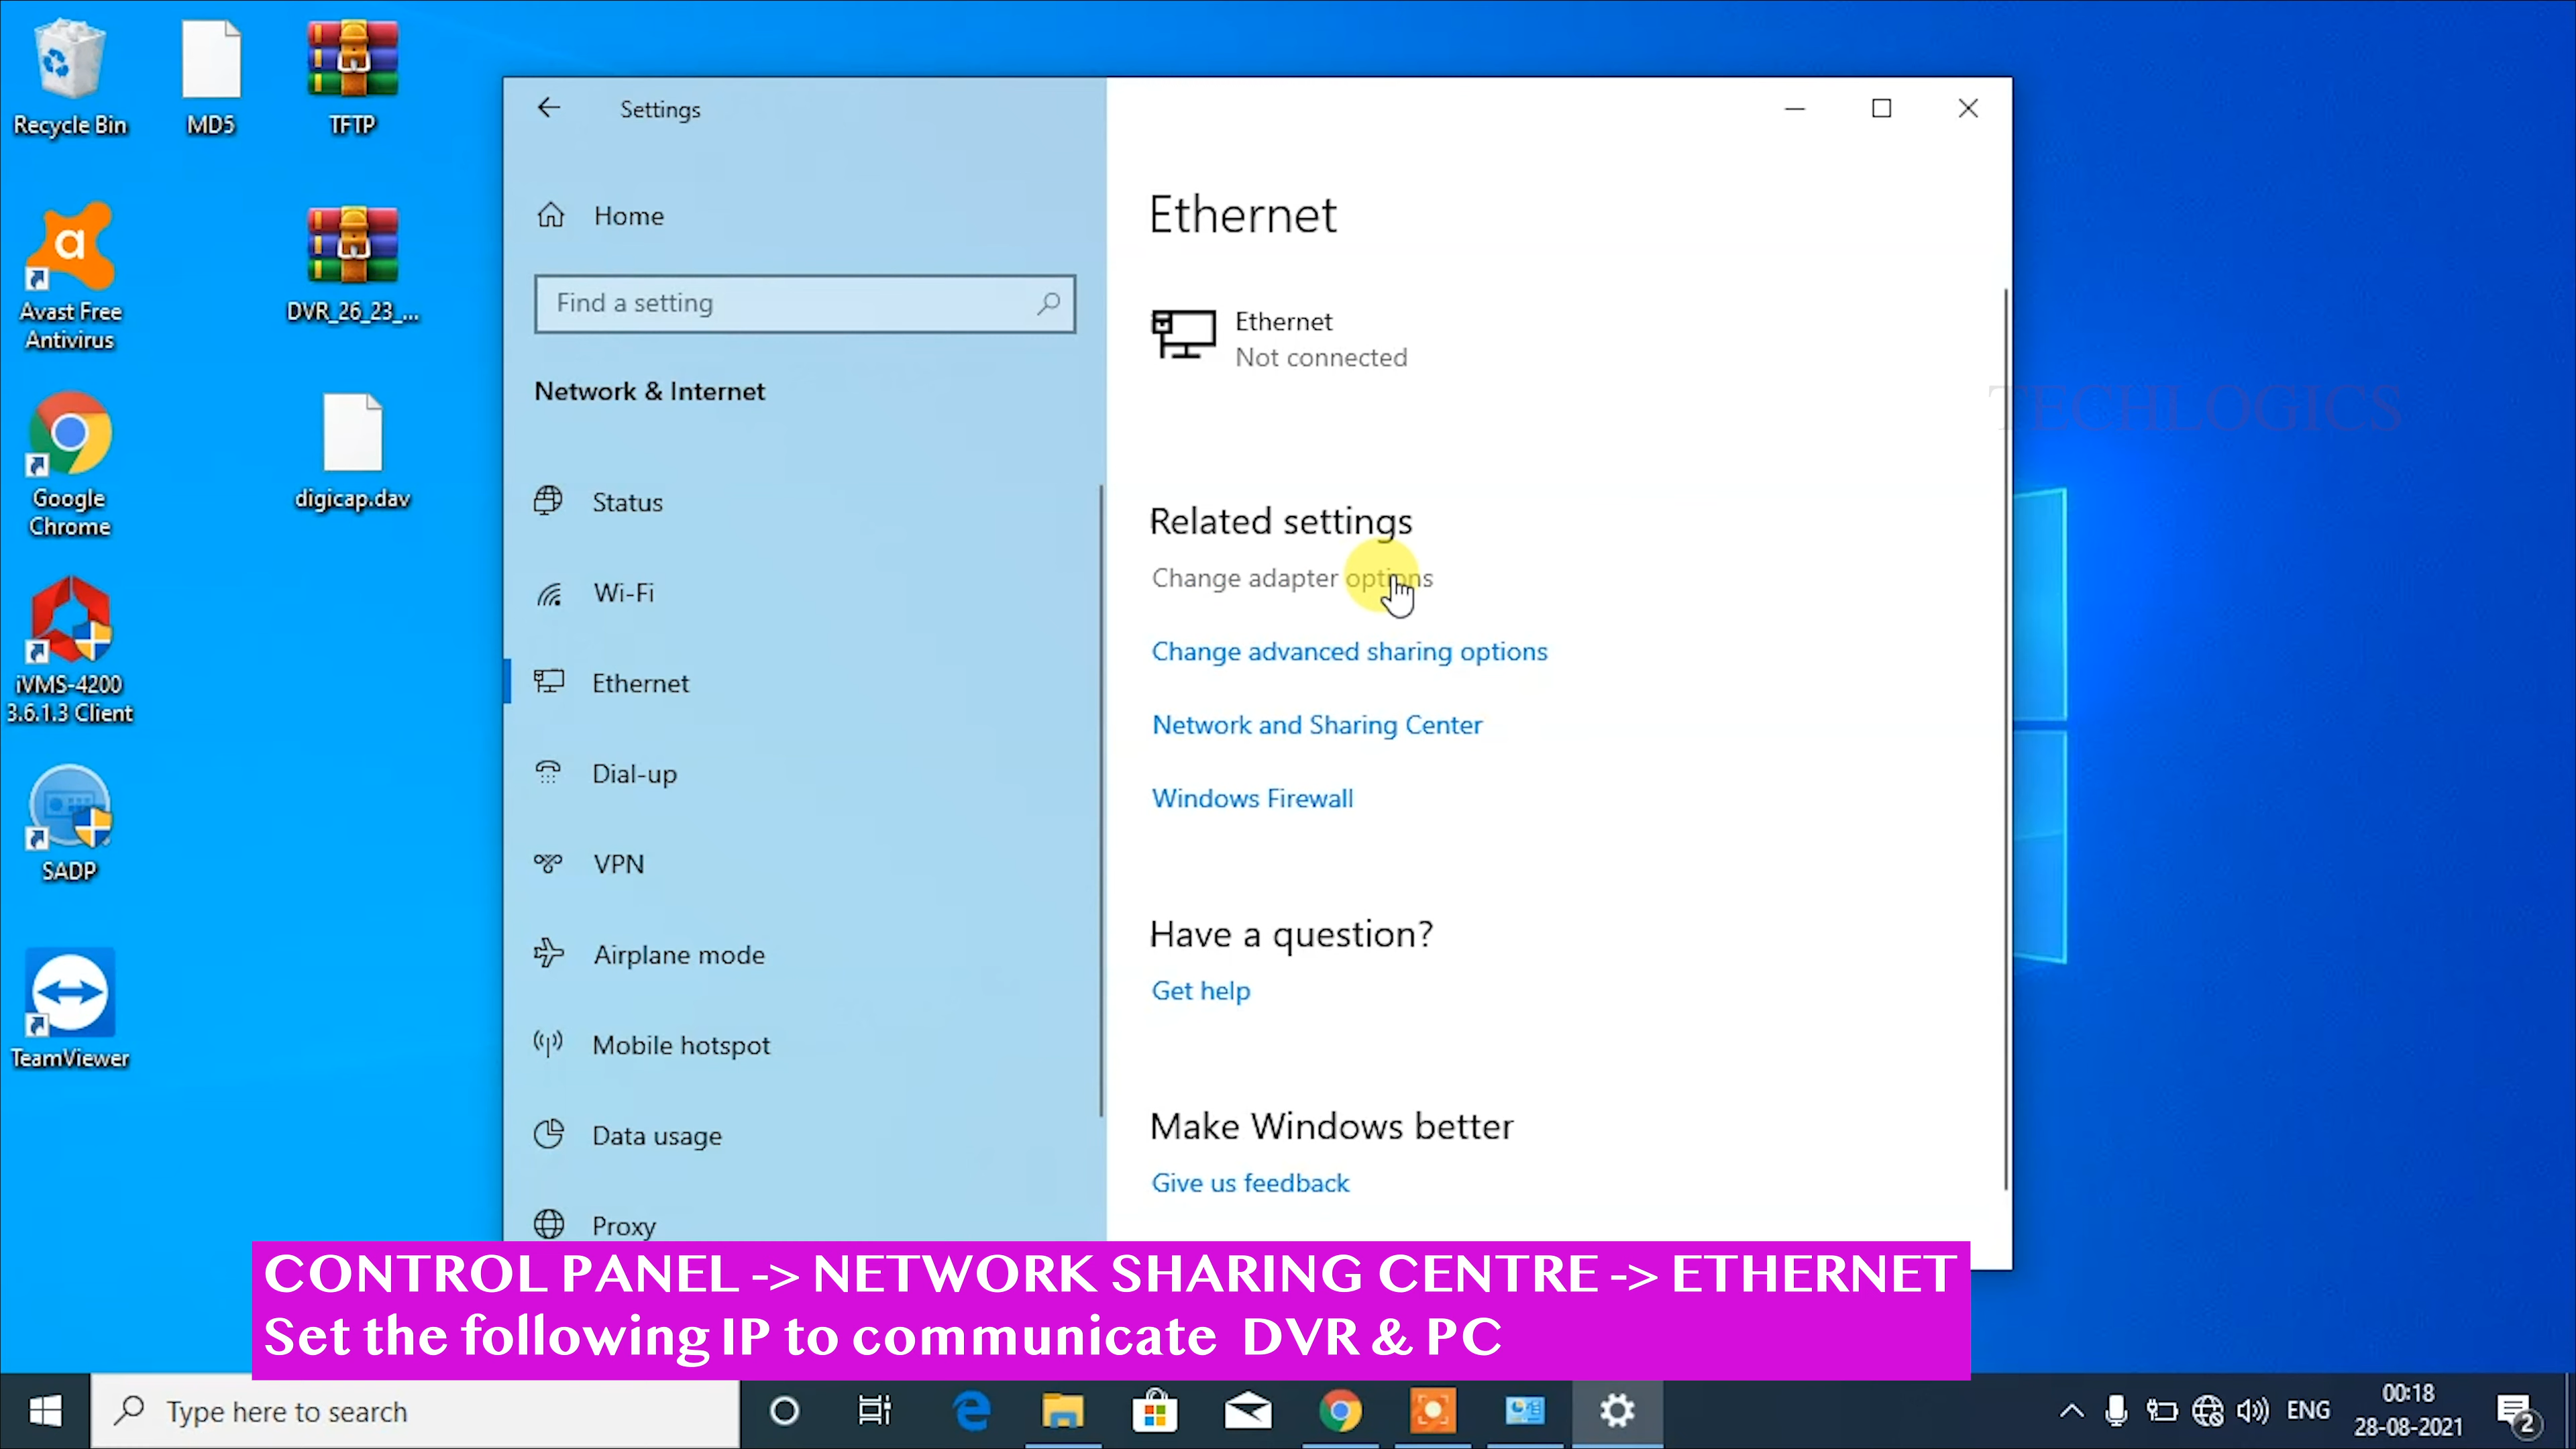 Recycle Bin
MD5
TFTP
Avast Free
Antivirus
DVR_26_23_...
Google
Chrome
digicap.dav
iVMS-4200
3.6.1.3 Client
SADP
TeamViewer
Settings
Home
Find a setting
Network & Internet
Status
Wi-Fi
Ethernet
Dial-up
VPN
Airplane mode
Mobile hotspot
Data usage
Proxy
Ethernet
Ethernet
Not connected
Related settings
Change adapter options
Change advanced sharing options
Network and Sharing Center
Windows Firewall
Have a question?
Get help
Make Windows better
Give us feedback
TECHLOGICS
CONTROL PANEL -> NETWORK SHARING CENTRE -> ETHERNET
Set the following IP to communicate DVR & PC
Type here to search
ENG
00:18
28-08-2021
2